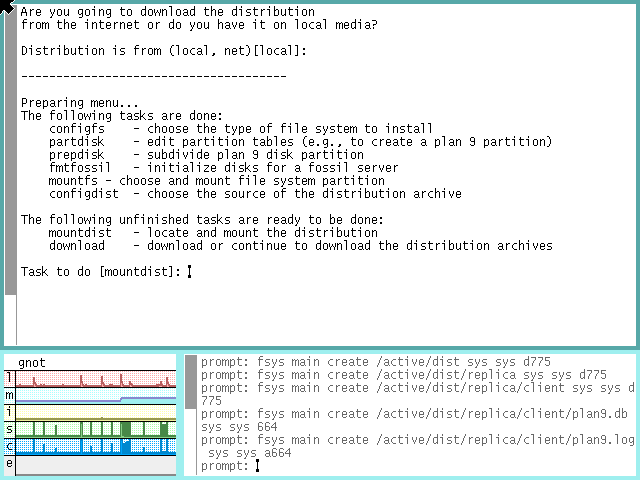 Are you going to download the distribution
from the internet or do you have it on local media?
Distribution is from (local, net)[local]:
--------------------------------------
Preparing menu...
The following tasks are done:
configfs - choose the type of file system to install
partdisk - edit partition tables (e.g., to create a plan 9 partition)
prepdisk - subdivide plan 9 disk partition
fmtfossil - initialize disks for a fossil server
mountfs - choose and mount file system partition
configdist - choose the source of the distribution archive
The following unfinished tasks are ready to be done:
mountdist - locate and mount the distribution
download - download or continue to download the distribution archives
Task to do [mountdist]:
gnot
l
m
i
s
c
e
prompt: fsys main create /active/dist sys sys d775
prompt: fsys main create /active/dist/replica sys sys d775
prompt: fsys main create /active/dist/replica/client sys sys d
775
prompt: fsys main create /active/dist/replica/client/plan9.db
sys sys 664
prompt: fsys main create /active/dist/replica/client/plan9.log
sys sys a664
prompt: